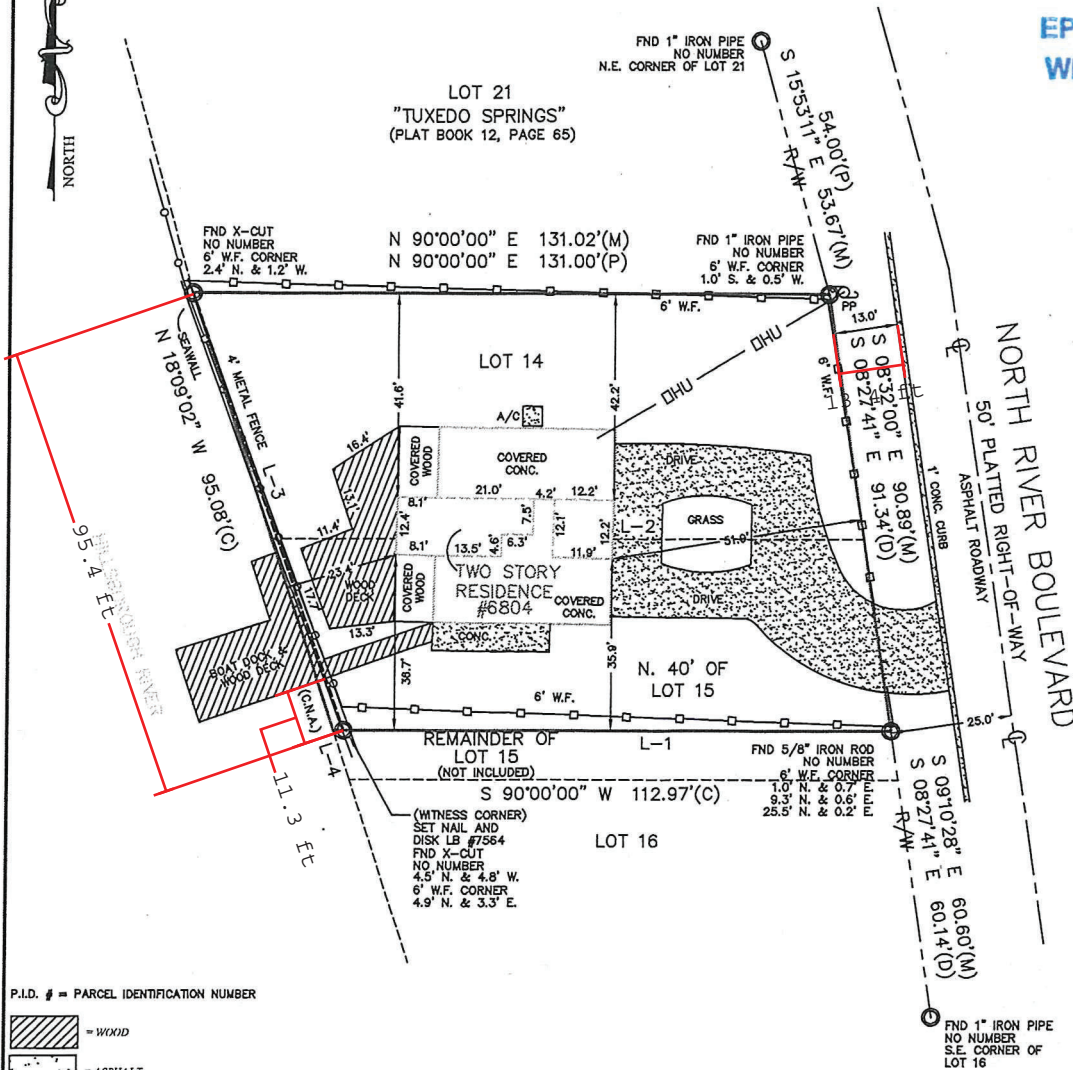 EP
FND 1" IRON PIPE
NO NUMBER
N.E. CORNER OF LOT 21
NORTH
LOT 21
"TUXEDO SPRINGS"
(PLAT BOOK 12, PAGE 65)
54.00'(P)
S 15°53'11" E 53.67'(M)
R/W
FND X-CUT
NO NUMBER
6' W.F. CORNER
2.4' N. & 1.2' W.
N 90°00'00" E 131.02'(M)
N 90°00'00" E 131.00'(P)
FND 1" IRON PIPE
NO NUMBER
6' W.F. CORNER
1.0' S. & 0.5' W.
6' W.F.
PP
13.0'
SEAWALL
N 18°09'02" W 95.08'(C)
4' METAL FENCE
L-3
LOT 14
OHU
OHU
41.6'
42.2'
6' W.F.
S 08°32'00" E 90.89'(M)
S 08°27'41" E 91.34'(D)
1' CONC. CURB
ASPHALT ROADWAY
50' PLATTED RIGHT-OF-WAY
NORTH RIVER BOULEVARD
A/C
16.4'
COVERED
WOOD
COVERED
CONC.
DRIVE
13.1'
8.1'
21.0'
4.2'
12.2'
11.4'
12.4'
7.5'
12.1'
12.2'
L-2
GRASS
51.9'
8.1'
13.5'
4.6'
6.3'
11.9'
23.4'
WOOD
DECK
17.7'
COVERED
WOOD
TWO STORY
RESIDENCE
#6804
COVERED
CONC.
DRIVE
13.3'
CONC.
95.4 ft
HILLSBOROUGH RIVER
BOAT DOCK &
WOOD DECK
(C.N.A.)
38.7'
35.9'
N. 40' OF
LOT 15
6' W.F.
25.0'
11.3 ft
L-4
REMAINDER OF
LOT 15
(NOT INCLUDED)
L-1
S 90°00'00" W 112.97'(C)
FND 5/8" IRON ROD
NO NUMBER
6' W.F. CORNER
1.0' N. & 0.7' E.
9.3' N. & 0.6' E.
25.5' N. & 0.2' E.
(WITNESS CORNER)
SET NAIL AND
DISK LB #7564
FND X-CUT
NO NUMBER
4.5' N. & 4.8' W.
6' W.F. CORNER
4.9' N. & 3.3' E.
LOT 16
R/W
S 09°10'28" E 60.60'(M)
S 08°27'41" E 60.14'(D)
P.I.D. # = PARCEL IDENTIFICATION NUMBER
= WOOD
FND 1" IRON PIPE
NO NUMBER
S.E. CORNER OF
LOT 16